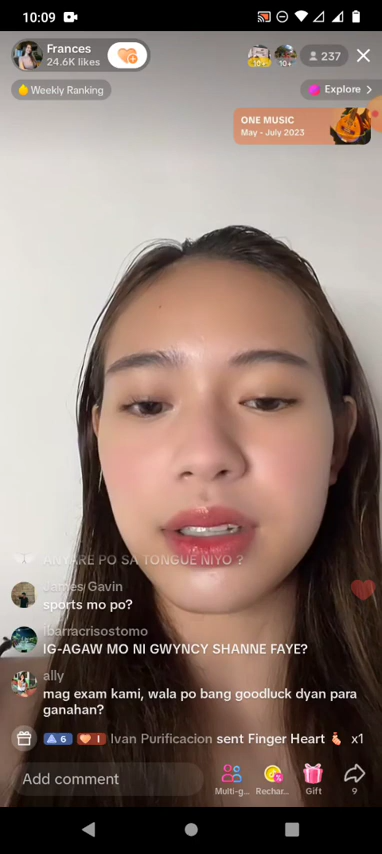 10:09
Frances
24.6K likes
10+
10+
237
Weekly Ranking
Explore
ONE MUSIC
May - July 2023
ANYARE PO SA TONGUE NIYO ?
James Gavin
sports mo po?
ibarracrisostomo
IG-AGAW MO NI GWYNCY SHANNE FAYE?
ally
mag exam kami, wala po bang goodluck dyan para
ganahan?
6 I Ivan Purificacion sent Finger Heart x1
Add comment
Multi-g...
Rechar...
Gift
9